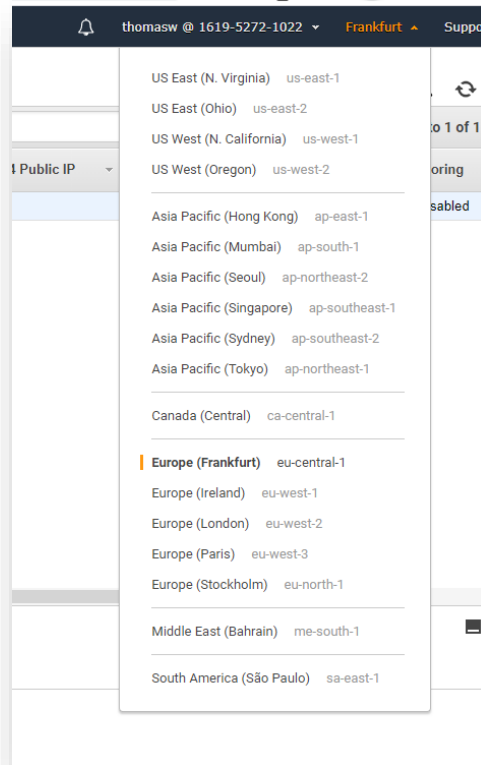 thomasw @ 1619-5272-1022 Frankfurt Suppo
US East (N. Virginia) us-east-1
US East (Ohio) us-east-2
US West (N. California) us-west-1
to 1 of 1
US West (Oregon) us-west-2
4 Public IP
oring
sabled
Asia Pacific (Hong Kong) ap-east-1
Asia Pacific (Mumbai) ap-south-1
Asia Pacific (Seoul) ap-northeast-2
Asia Pacific (Singapore) ap-southeast-1
Asia Pacific (Sydney) ap-southeast-2
Asia Pacific (Tokyo) ap-northeast-1
Canada (Central) ca-central-1
Europe (Frankfurt) eu-central-1
Europe (Ireland) eu-west-1
Europe (London) eu-west-2
Europe (Paris) eu-west-3
Europe (Stockholm) eu-north-1
Middle East (Bahrain) me-south-1
South America (São Paulo) sa-east-1